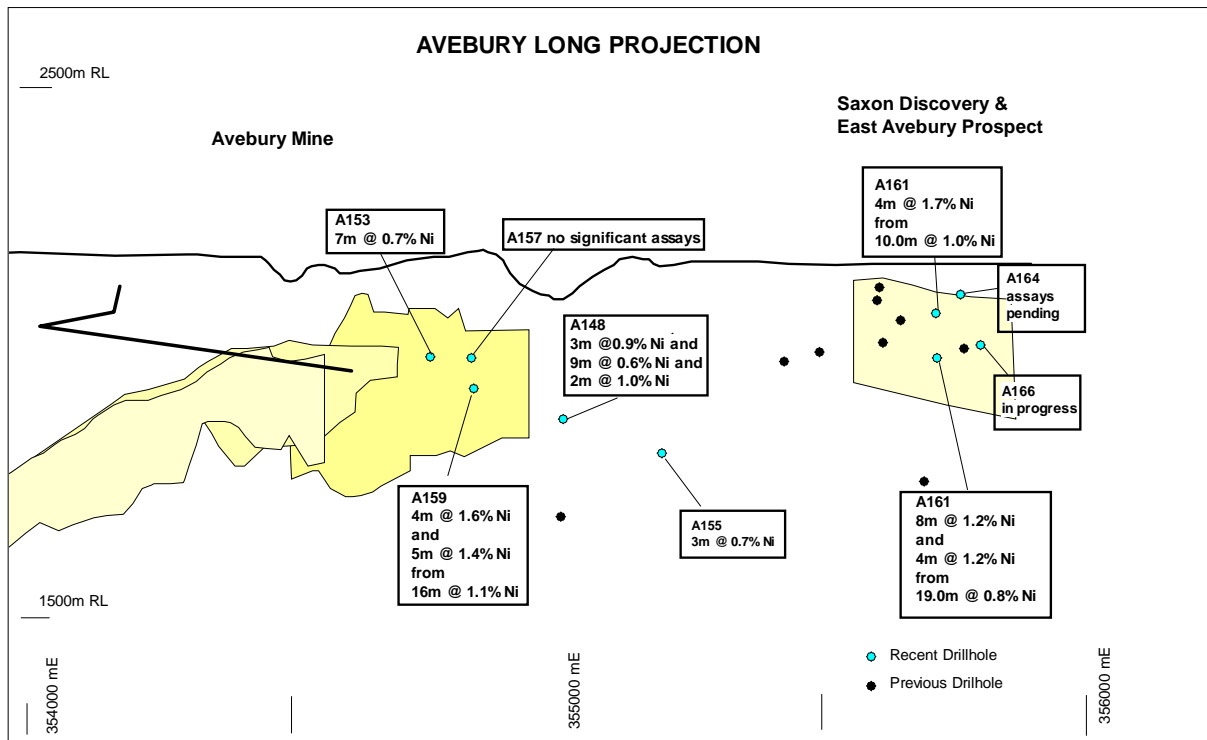 AVEBURY LONG PROJECTION
2500m RL
Saxon Discovery &
East Avebury Prospect
Avebury Mine
A161
4m @ 1.7% Ni
from
10.0m @ 1.0% Ni
A153
7m @ 0.7% Ni
A157 no significant assays
A164
assays
pending
A148
3m @0.9% Ni and
9m @ 0.6% Ni and
2m @ 1.0% Ni
A166
in progress
A159
4m @ 1.6% Ni
and
5m @ 1.4% Ni
from
16m @ 1.1% Ni
A155
3m @ 0.7% Ni
A161
8m @ 1.2% Ni
and
4m @ 1.2% Ni
from
19.0m @ 0.8% Ni
1500m RL
Recent Drillhole
Previous Drilhole
354000 mE
355000 mE
356000 mE